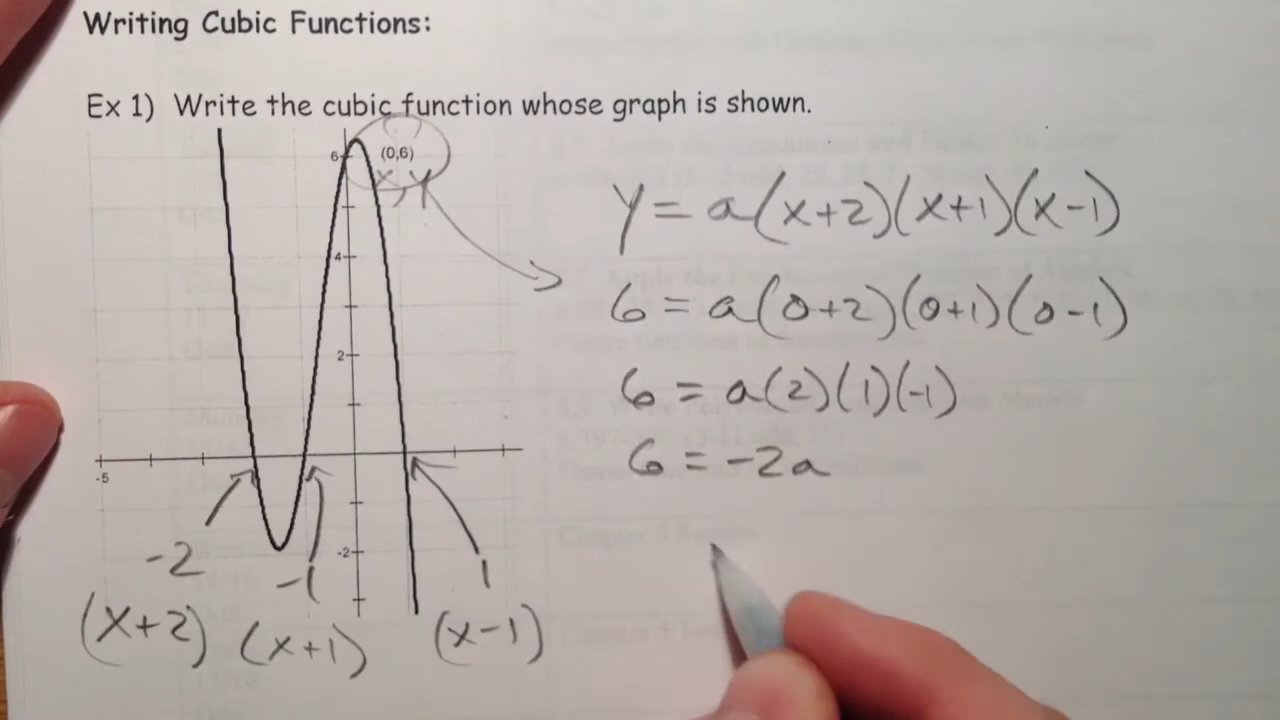 Writing Cubic Functions:
Ex 1) Write the cubic function whose graph is shown.
6
(0,6)
x, y
4
2
-5
-2
-2
-1
1
(x+2) (x+1) (x-1)
y = a(x+2)(x+1)(x-1)
6 = a(0+2)(0+1)(0-1)
6 = a(2)(1)(-1)
6 = -2a